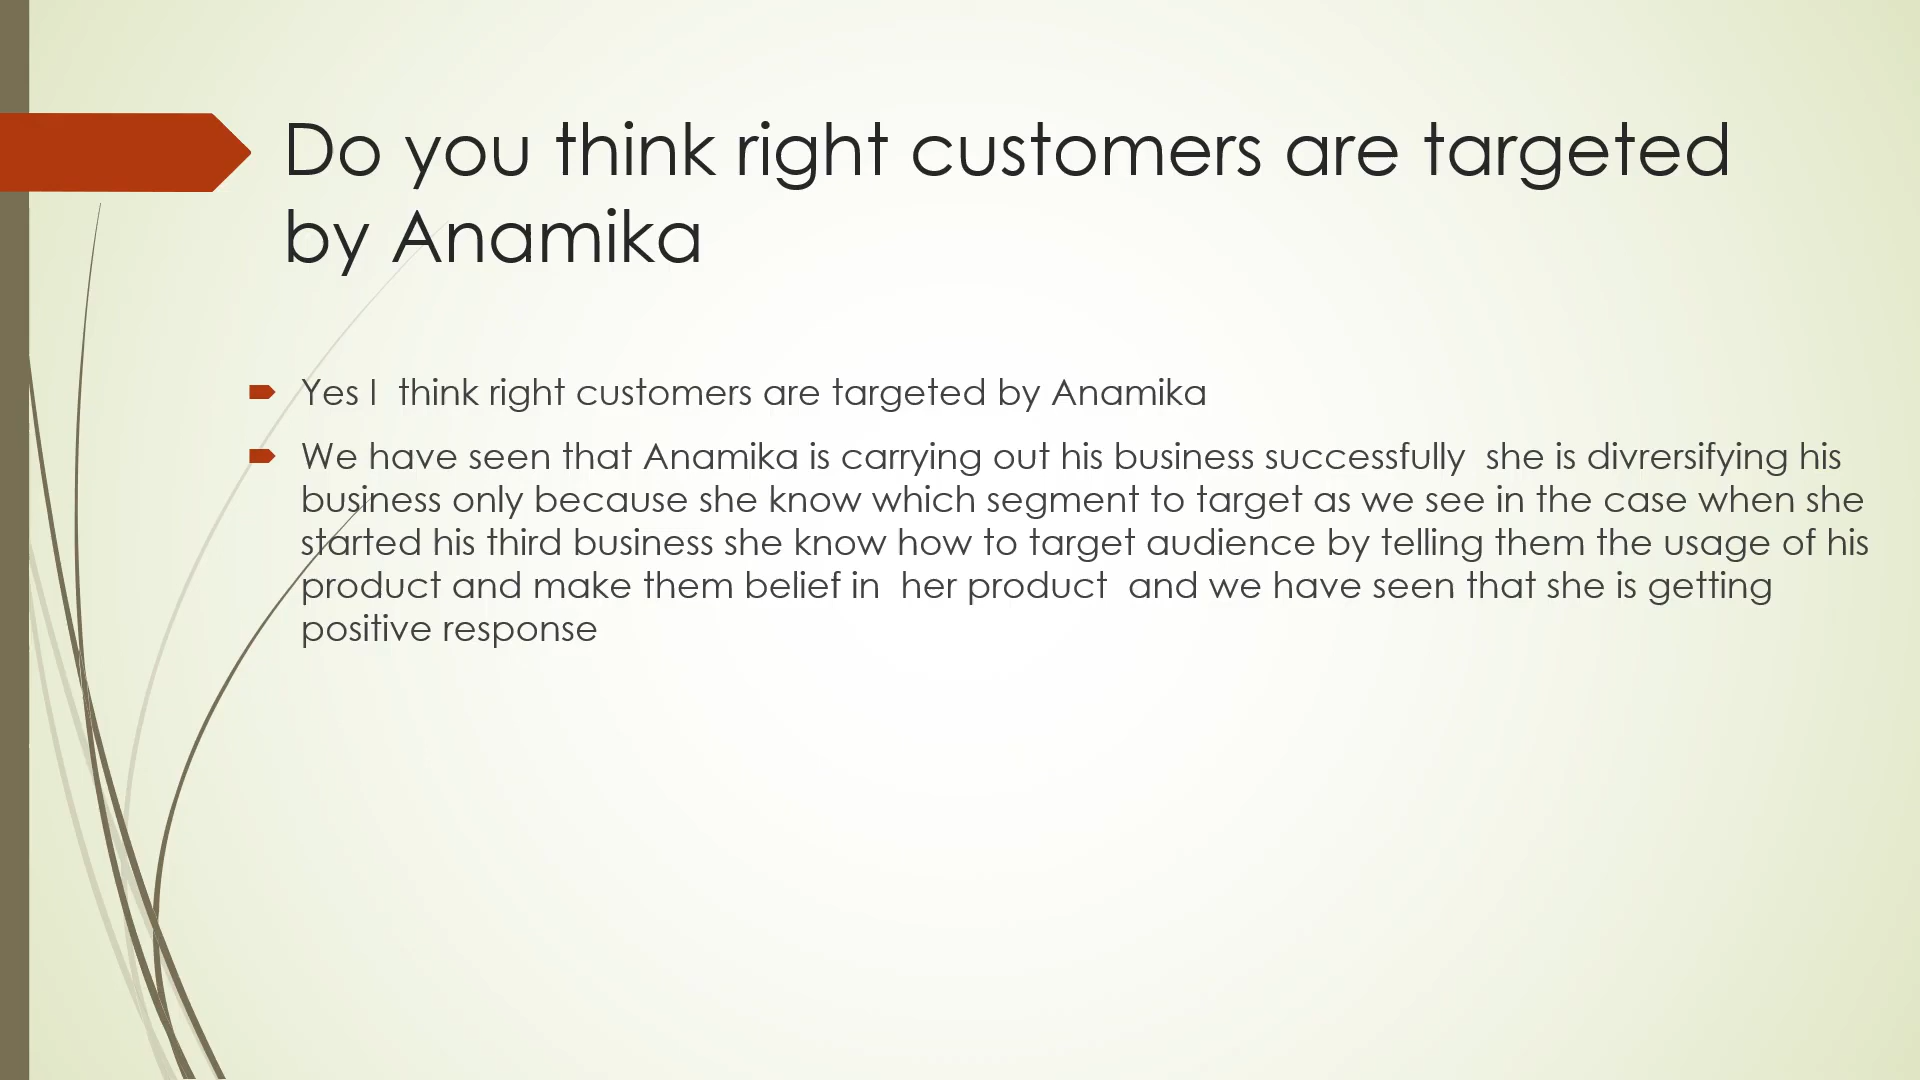 Do you think right customers are targeted
by Anamika
Yes I  think right customers are targeted by Anamika
We have seen that Anamika is carrying out his business successfully  she is divrersifying his
business only because she know which segment to target as we see in the case when she
started his third business she know how to target audience by telling them the usage of his
product and make them belief in  her product  and we have seen that she is getting
positive response